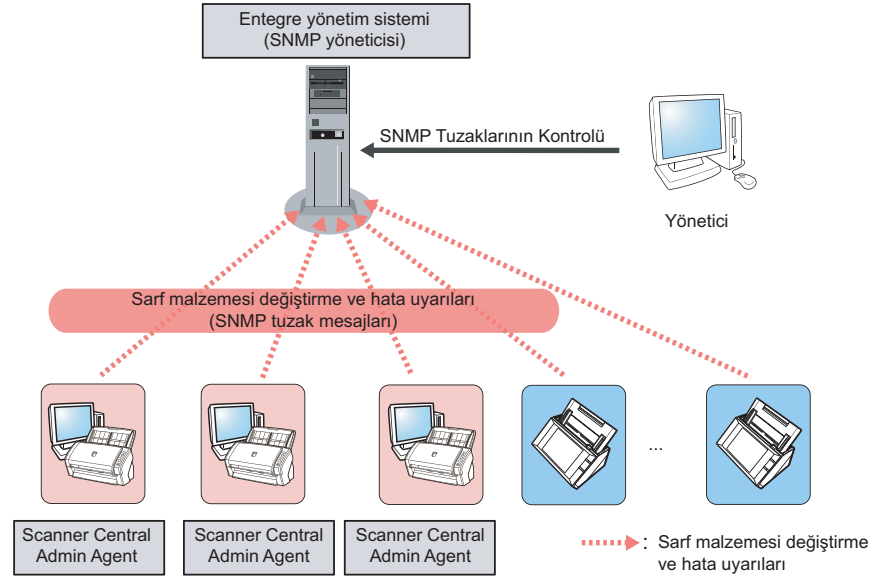 Entegre yönetim sistemi
(SNMP yöneticisi)
SNMP Tuzaklarının Kontrolü
Yönetici
Sarf malzemesi değiştirme ve hata uyarıları
(SNMP tuzak mesajları)
...
Scanner Central
Admin Agent
Scanner Central
Admin Agent
Scanner Central
Admin Agent
: Sarf malzemesi değiştirme
ve hata uyarıları